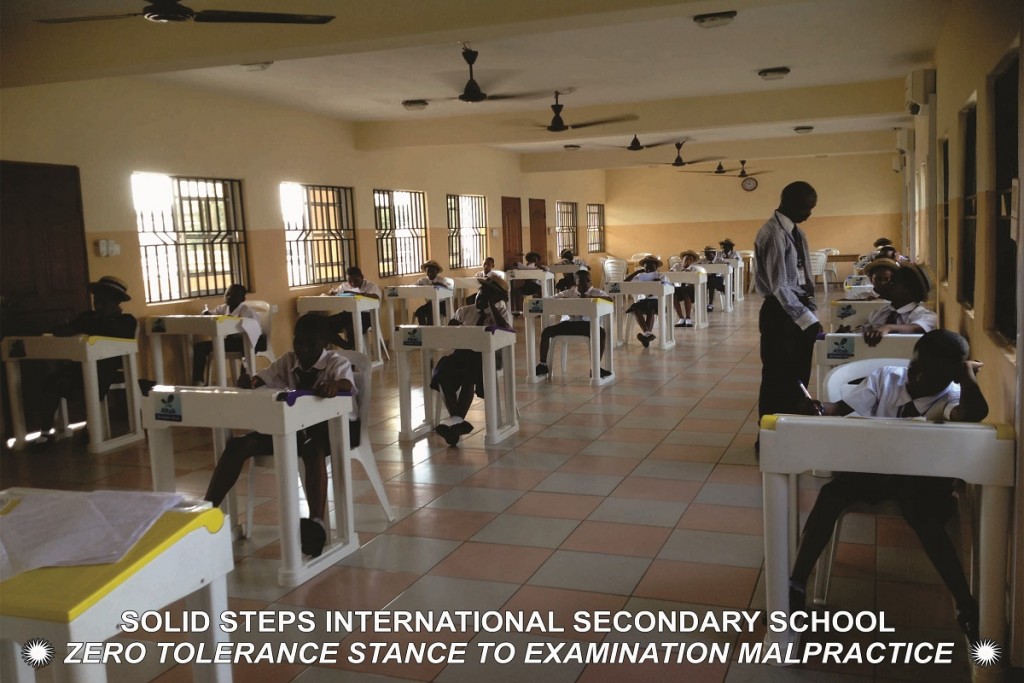 SOLID STEPS INTERNATIONAL SECONDARY SCHOOL
ZERO TOLERANCE STANCE TO EXAMINATION MALPRACTICE